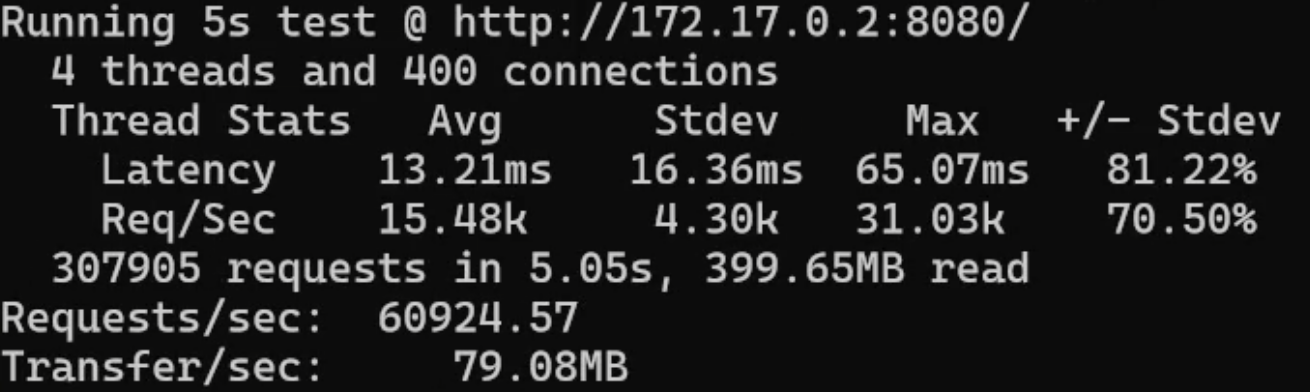 Running 5s test @ http://172.17.0.2:8080/
4 threads and 400 connections
Thread Stats Avg Stdev Max +/- Stdev
Latency 13.21ms 16.36ms 65.07ms 81.22%
Req/Sec 15.48k 4.30k 31.03k 70.50%
307905 requests in 5.05s, 399.65MB read
Requests/sec: 60924.57
Transfer/sec: 79.08MB